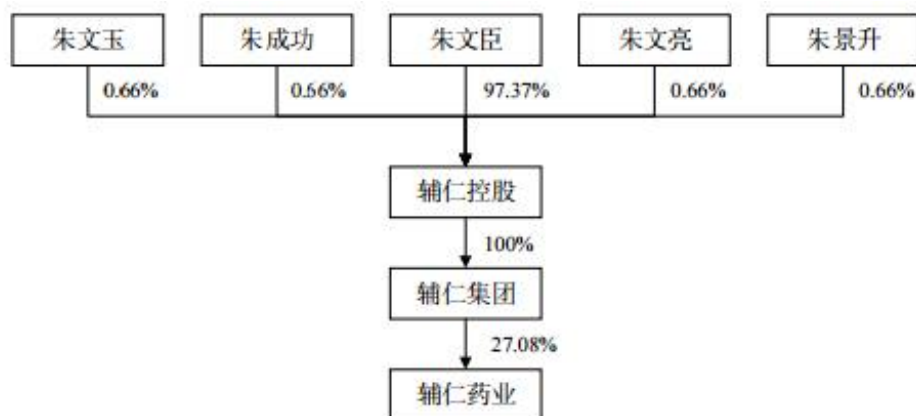 朱文玉 朱成功 朱文臣 朱文亮 朱景升
0.66% 0.66% 97.37% 0.66% 0.66%
辅仁控股
100%
辅仁集团
27.08%
辅仁药业